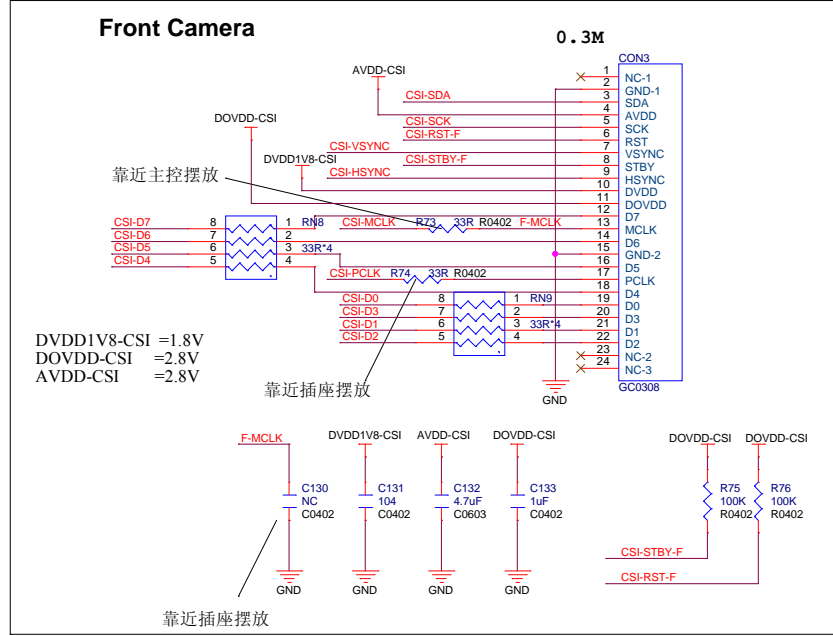 Front Camera
0.3M
CON3
AVDD-CSI
1 NC-1
2 GND-1
CSI-SDA 3 SDA
4 AVDD
DOVDD-CSI
CSI-SCK 5 SCK
CSI-RST-F 6 RST
CSI-VSYNC 7 VSYNC
DVDD1V8-CSI CSI-STBY-F 8 STBY
CSI-HSYNC 9 HSYNC
靠近主控摆放
10 DVDD
11 DOVDD
12 D7
CSI-D7 8 1 RN8 CSI-MCLK R73 33R R0402 F-MCLK 13 MCLK
CSI-D6 7 2 14 D6
CSI-D5 6 3 33R*4 15 GND-2
CSI-D4 5 4 16 D5
CSI-PCLK R74 33R R0402 17 PCLK
18 D4
CSI-D0 8 1 RN9 19 D0
CSI-D3 7 2 20 D3
CSI-D1 6 3 33R*4 21 D1
CSI-D2 5 4 22 D2
23 NC-2
24 NC-3
GC0308
DVDD1V8-CSI =1.8V
DOVDD-CSI =2.8V
AVDD-CSI =2.8V
靠近插座摆放
GND
F-MCLK DVDD1V8-CSI AVDD-CSI DOVDD-CSI DOVDD-CSI DOVDD-CSI
C130 C131 C132 C133 R75 R76
NC 104 4.7uF 1uF 100K 100K
C0402 C0402 C0603 C0402 R0402 R0402
CSI-STBY-F
CSI-RST-F
GND GND GND GND
靠近插座摆放